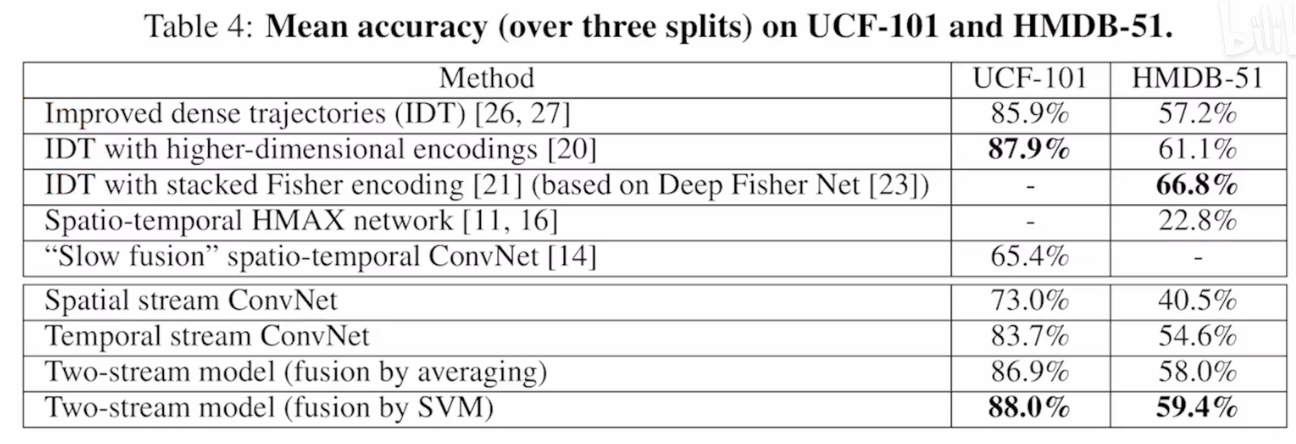 Table 4: Mean accuracy (over three splits) on UCF-101 and HMDB-51.
Method UCF-101 HMDB-51
Improved dense trajectories (IDT) [26, 27] 85.9% 57.2%
IDT with higher-dimensional encodings [20] 87.9% 61.1%
IDT with stacked Fisher encoding [21] (based on Deep Fisher Net [23]) - 66.8%
Spatio-temporal HMAX network [11, 16] - 22.8%
“Slow fusion” spatio-temporal ConvNet [14] 65.4% -
Spatial stream ConvNet 73.0% 40.5%
Temporal stream ConvNet 83.7% 54.6%
Two-stream model (fusion by averaging) 86.9% 58.0%
Two-stream model (fusion by SVM) 88.0% 59.4%